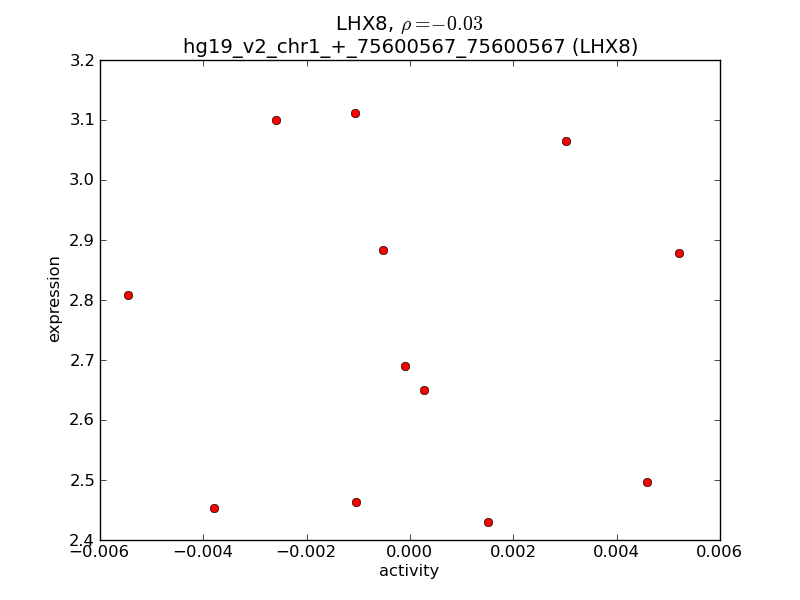 LHX8, ρ=−0.03
hg19_v2_chr1_+_75600567_75600567 (LHX8)
3.2
3.1
3.0
2.9
2.8
2.7
2.6
2.5
2.4
expression
−0.006 −0.004 −0.002 0.000 0.002 0.004 0.006
activity